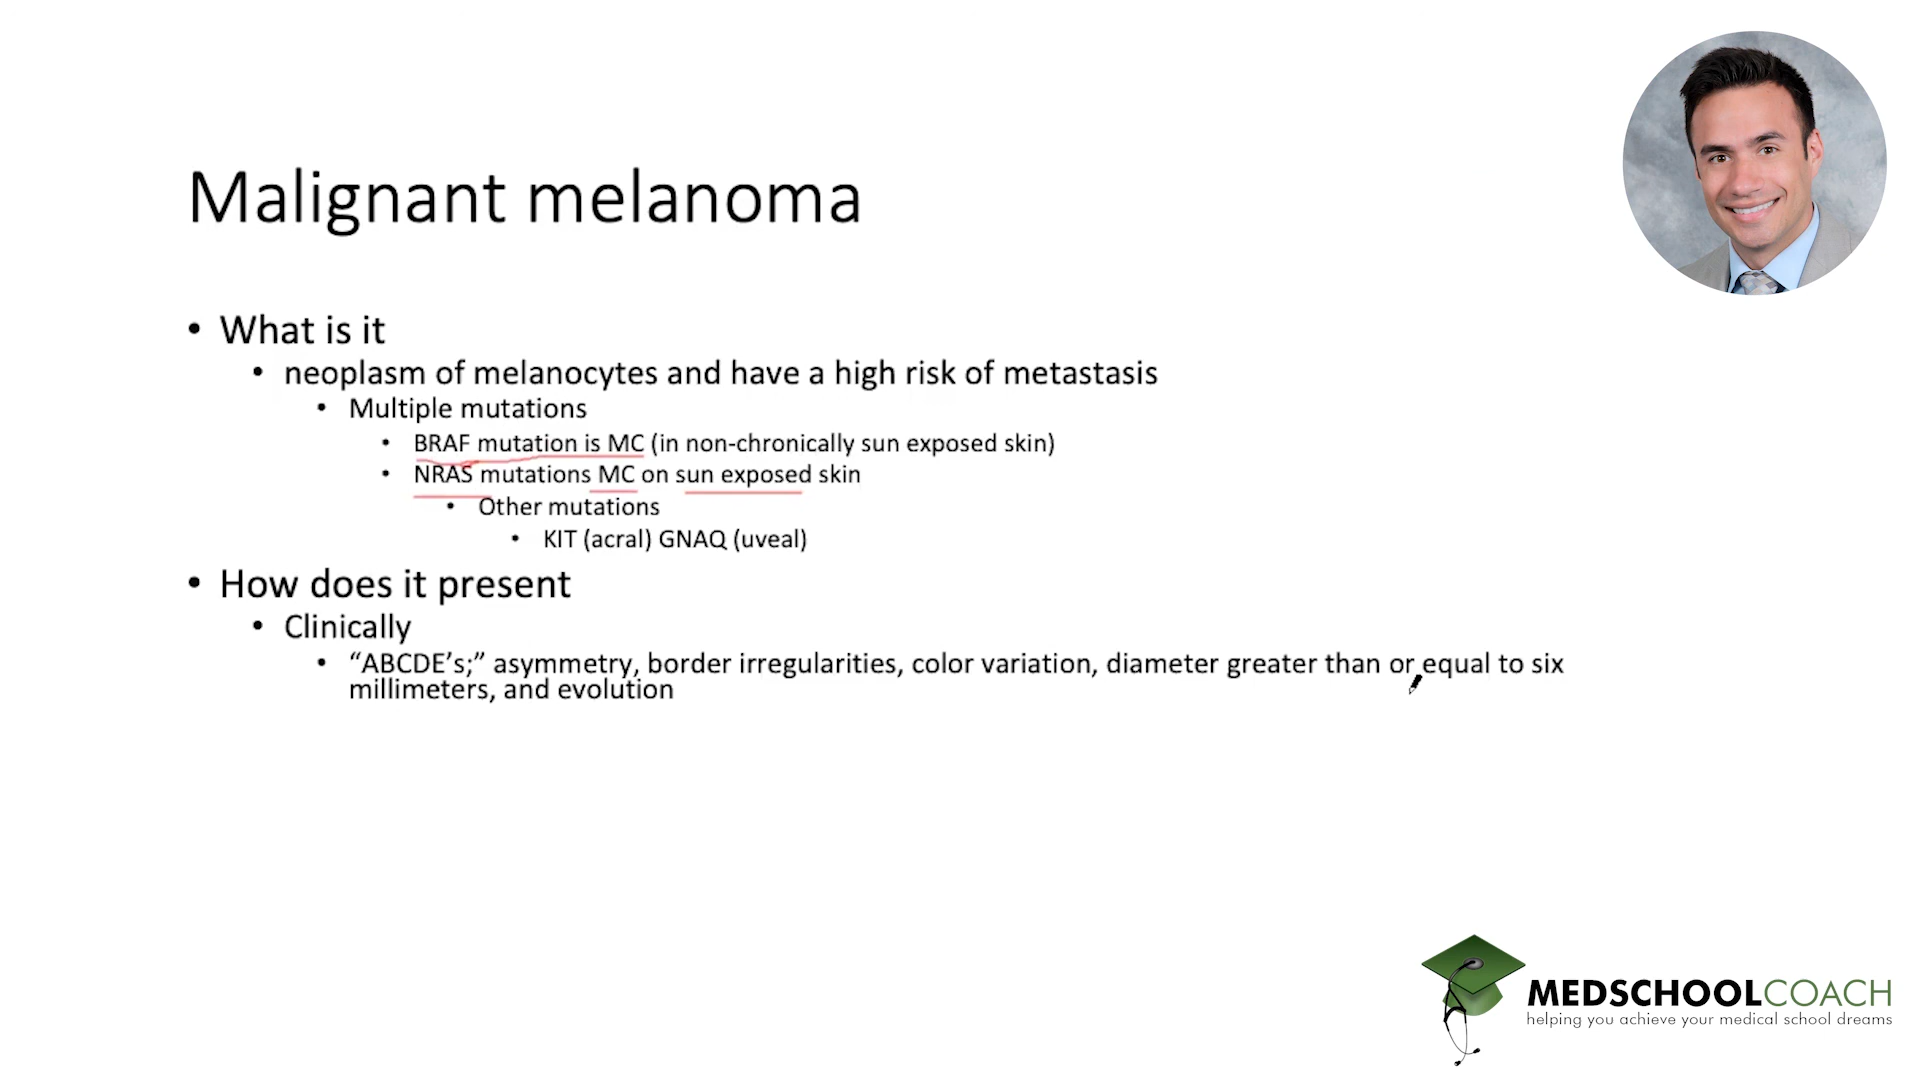 Malignant melanoma
• What is it
• neoplasm of melanocytes and have a high risk of metastasis
• Multiple mutations
• BRAF mutation is MC (in non-chronically sun exposed skin)
• NRAS mutations MC on sun exposed skin
• Other mutations
• KIT (acral) GNAQ (uveal)
• How does it present
• Clinically
• “ABCDE’s;” asymmetry, border irregularities, color variation, diameter greater than or equal to six
millimeters, and evolution
MEDSCHOOLCOACH
helping you achieve your medical school dreams